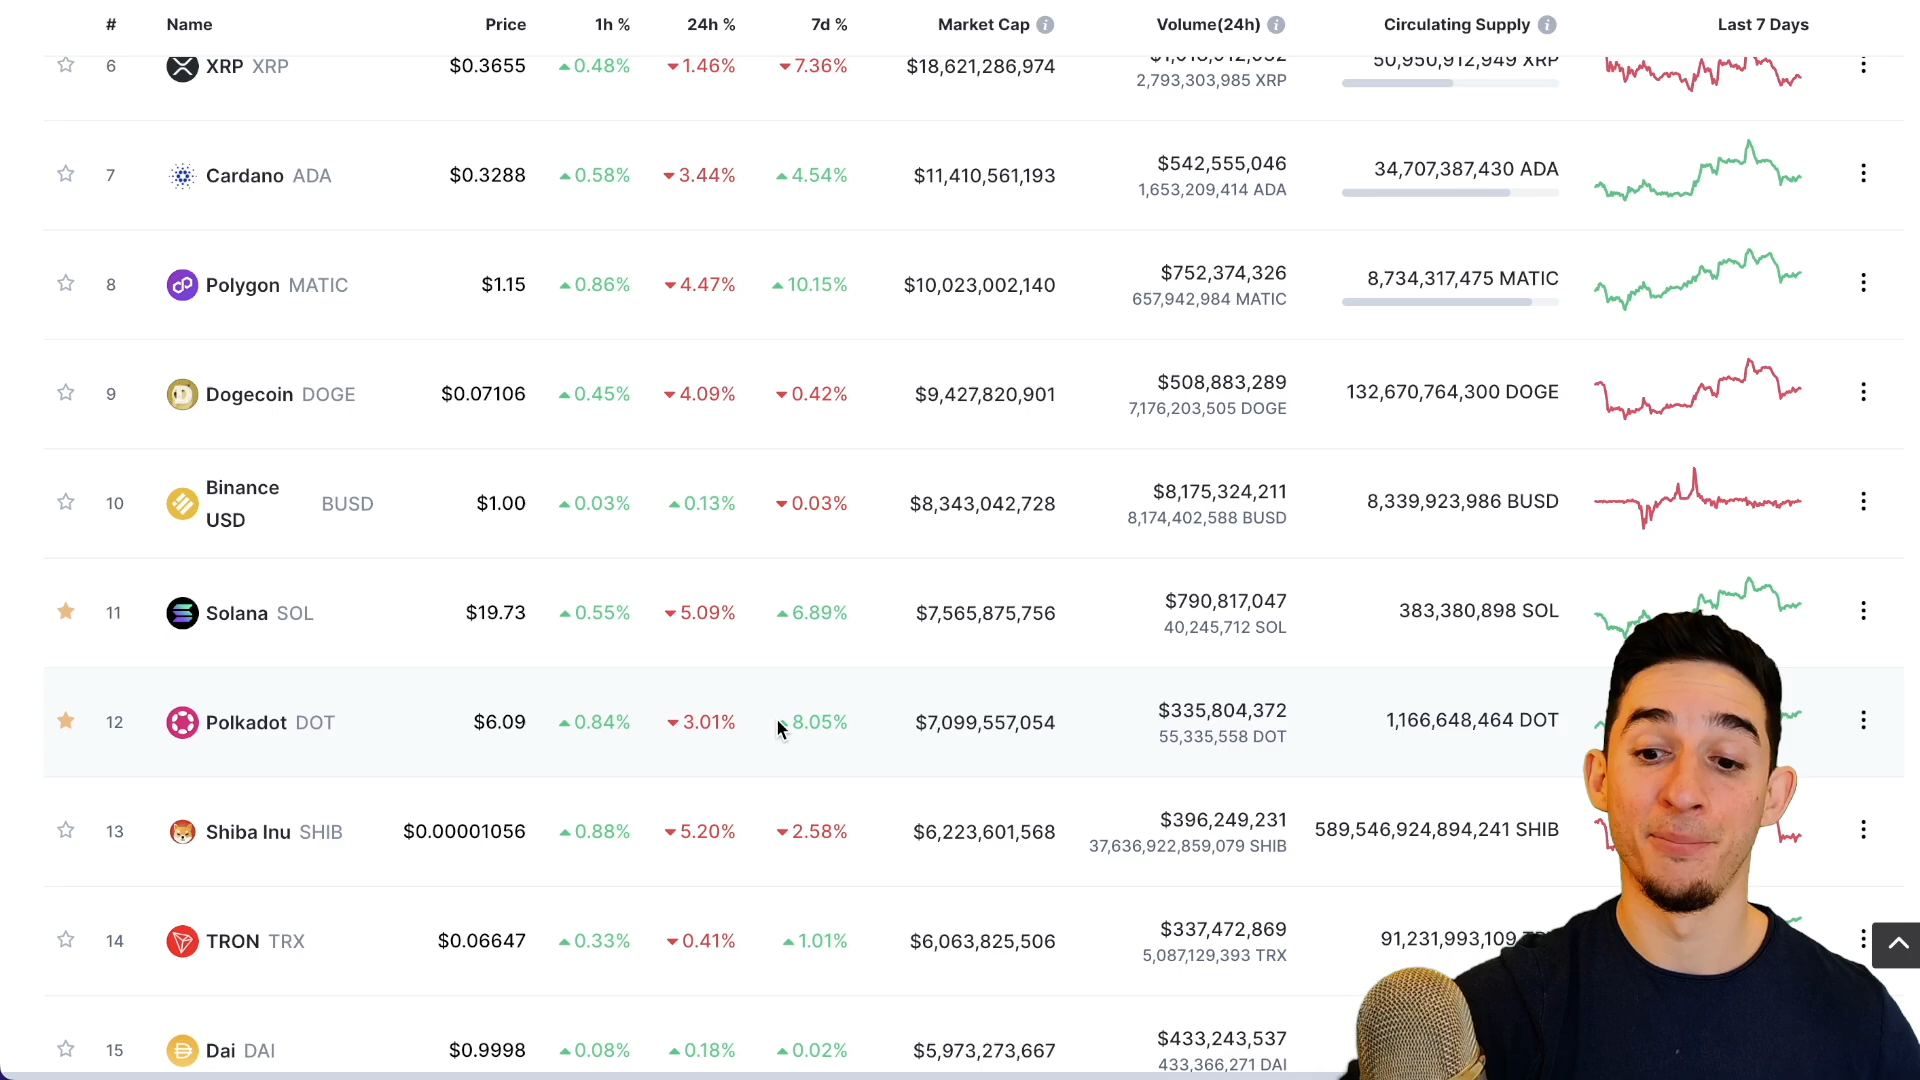 # Name Price 1h % 24h % 7d % Market Cap Volume(24h) Circulating Supply Last 7 Days
6 XRP XRP $0.3655 0.48% 1.46% 7.36% $18,621,286,974
50,950,912,949 XRP
2,793,303,985 XRP
7 Cardano ADA $0.3288 0.58% 3.44% 4.54% $11,410,561,193 $542,555,046 34,707,387,430 ADA
1,653,209,414 ADA
8 Polygon MATIC $1.15 0.86% 4.47% 10.15% $10,023,002,140 $752,374,326 8,734,317,475 MATIC
657,942,984 MATIC
9 Dogecoin DOGE $0.07106 0.45% 4.09% 0.42% $9,427,820,901 $508,883,289 132,670,764,300 DOGE
7,176,203,505 DOGE
10 Binance USD BUSD $1.00 0.03% 0.13% 0.03% $8,343,042,728 $8,175,324,211 8,339,923,986 BUSD
8,174,402,588 BUSD
11 Solana SOL $19.73 0.55% 5.09% 6.89% $7,565,875,756 $790,817,047 383,380,898 SOL
40,245,712 SOL
12 Polkadot DOT $6.09 0.84% 3.01% 8.05% $7,099,557,054 $335,804,372 1,166,648,464 DOT
55,335,558 DOT
13 Shiba Inu SHIB $0.00001056 0.88% 5.20% 2.58% $6,223,601,568 $396,249,231 589,546,924,894,241 SHIB
37,636,922,859,079 SHIB
14 TRON TRX $0.06647 0.33% 0.41% 1.01% $6,063,825,506 $337,472,869 91,231,993,109
5,087,129,393 TRX
15 Dai DAI $0.9998 0.08% 0.18% 0.02% $5,973,273,667 $433,243,537
433,366,271 DAI